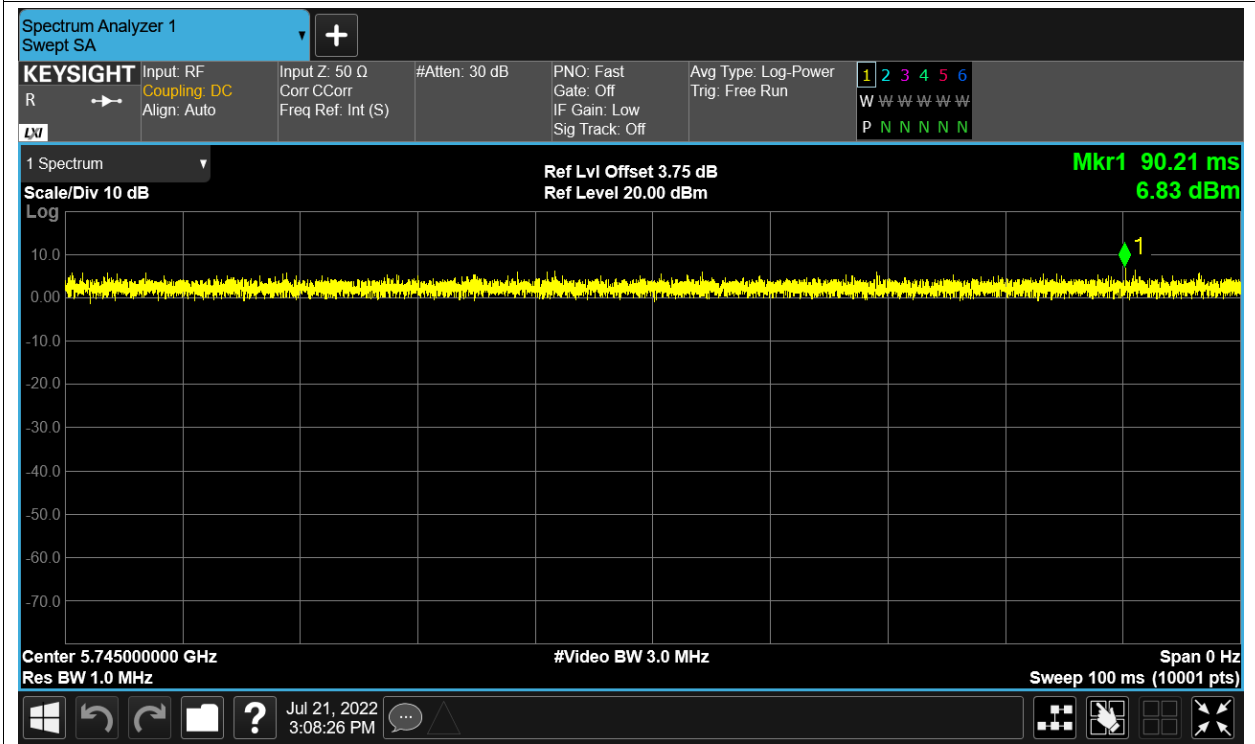 Spectrum Analyzer 1
Swept SA
KEYSIGHT
R
LXI
Input: RF
Coupling: DC
Align: Auto
Input Z: 50 Ω
Corr CCorr
Freq Ref: Int (S)
#Atten: 30 dB
PNO: Fast
Gate: Off
IF Gain: Low
Sig Track: Off
Avg Type: Log-Power
Trig: Free Run
1 2 3 4 5 6
W W W W W W
P N N N N N
1 Spectrum
Scale/Div 10 dB
Ref Lvl Offset 3.75 dB
Ref Level 20.00 dBm
Mkr1 90.21 ms
6.83 dBm
Log
1
10.0
0.00
-10.0
-20.0
-30.0
-40.0
-50.0
-60.0
-70.0
Center 5.745000000 GHz
Res BW 1.0 MHz
#Video BW 3.0 MHz
Span 0 Hz
Sweep 100 ms (10001 pts)
?
Jul 21, 2022
3:08:26 PM